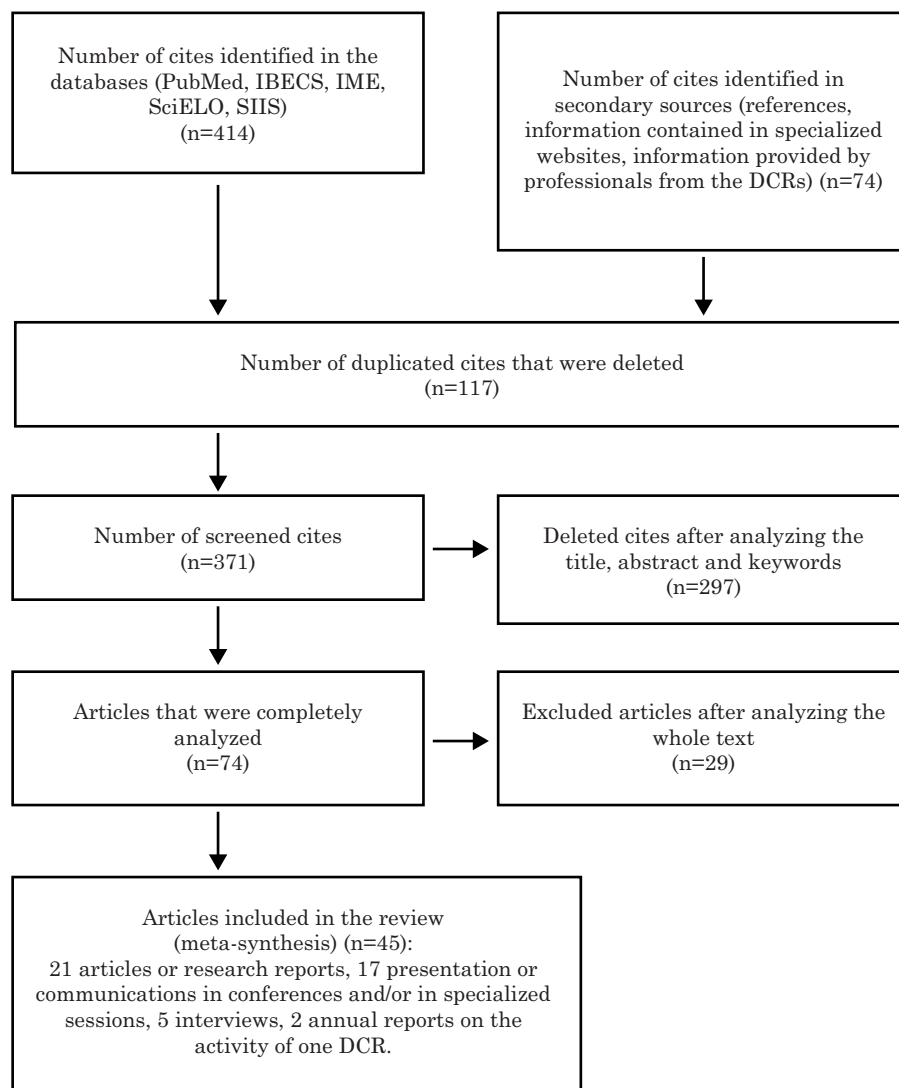 Number of cites identified in the
databases (PubMed, IBECS, IME,
SciELO, SIIS)
(n=414)
Number of cites identified in
secondary sources (references,
information contained in specialized
websites, information provided by
professionals from the DCRs) (n=74)
Number of duplicated cites that were deleted
(n=117)
Number of screened cites
(n=371)
Deleted cites after analyzing the
title, abstract and keywords
(n=297)
Articles that were completely
analyzed
(n=74)
Excluded articles after analyzing the
whole text
(n=29)
Articles included in the review
(meta-synthesis) (n=45):
21 articles or research reports, 17 presentation or
communications in conferences and/or in specialized
sessions, 5 interviews, 2 annual reports on the
activity of one DCR.